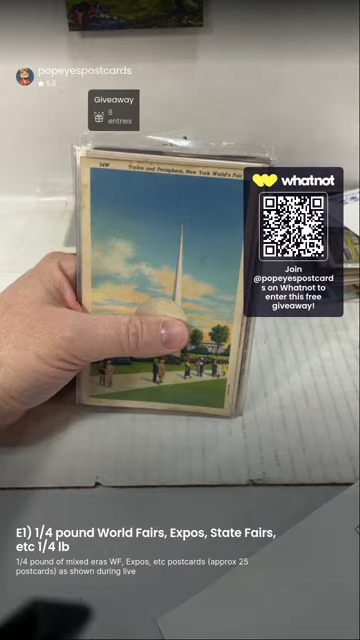 popeyespostcards
5.0
Giveaway
8
entries
Trylon and Perisphere, New York World's Fair
whatnot
Join
@popeyespostcard
s on Whatnot to
enter this free
giveaway!
E1) 1/4 pound World Fairs, Expos, State Fairs,
etc 1/4 lb
1/4 pound of mixed eras WF, Expos, etc postcards (approx 25
postcards) as shown during live